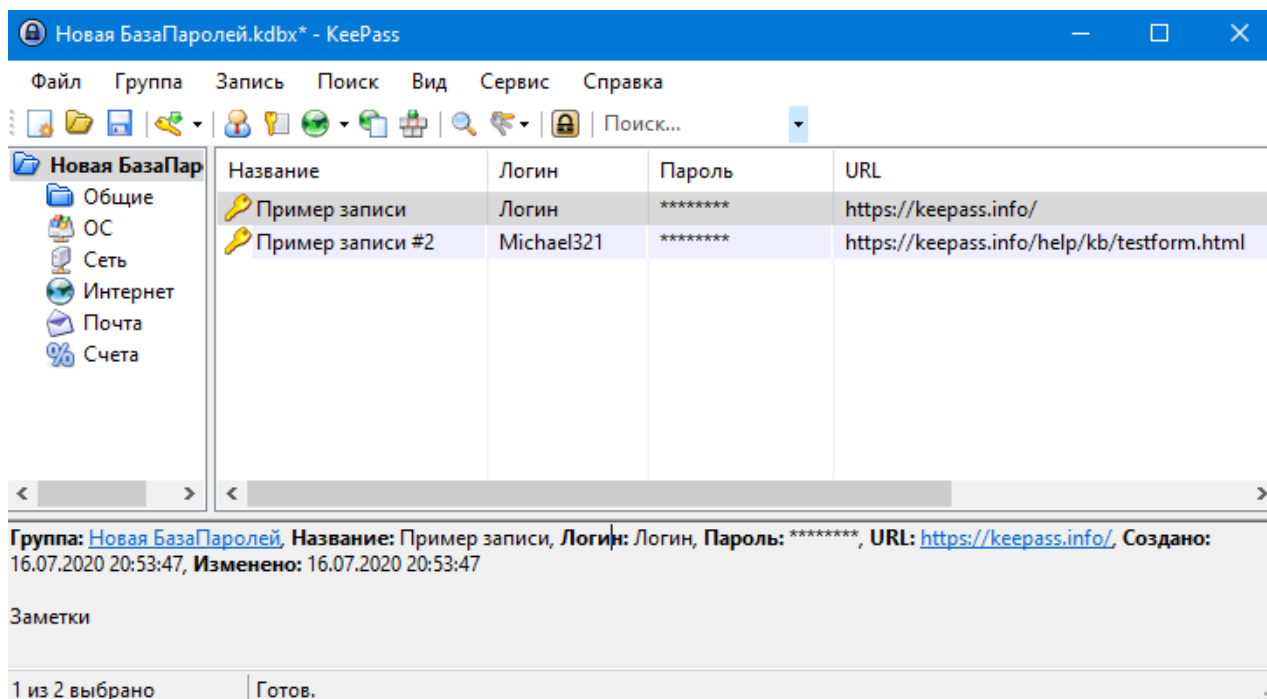 Новая БазаПаролей.kdbx* - KeePass
Файл Группа Запись Поиск Вид Сервис Справка
Поиск...
Новая БазаПар
Общие
ОС
Сеть
Интернет
Почта
Счета
Название Логин Пароль URL
Пример записи Логин ******** https://keepass.info/
Пример записи #2 Michael321 ******** https://keepass.info/help/kb/testform.html
Группа: Новая БазаПаролей, Название: Пример записи, Логин: Логин, Пароль: ********, URL: https://keepass.info/, Создано:
16.07.2020 20:53:47, Изменено: 16.07.2020 20:53:47
Заметки
1 из 2 выбрано Готов.